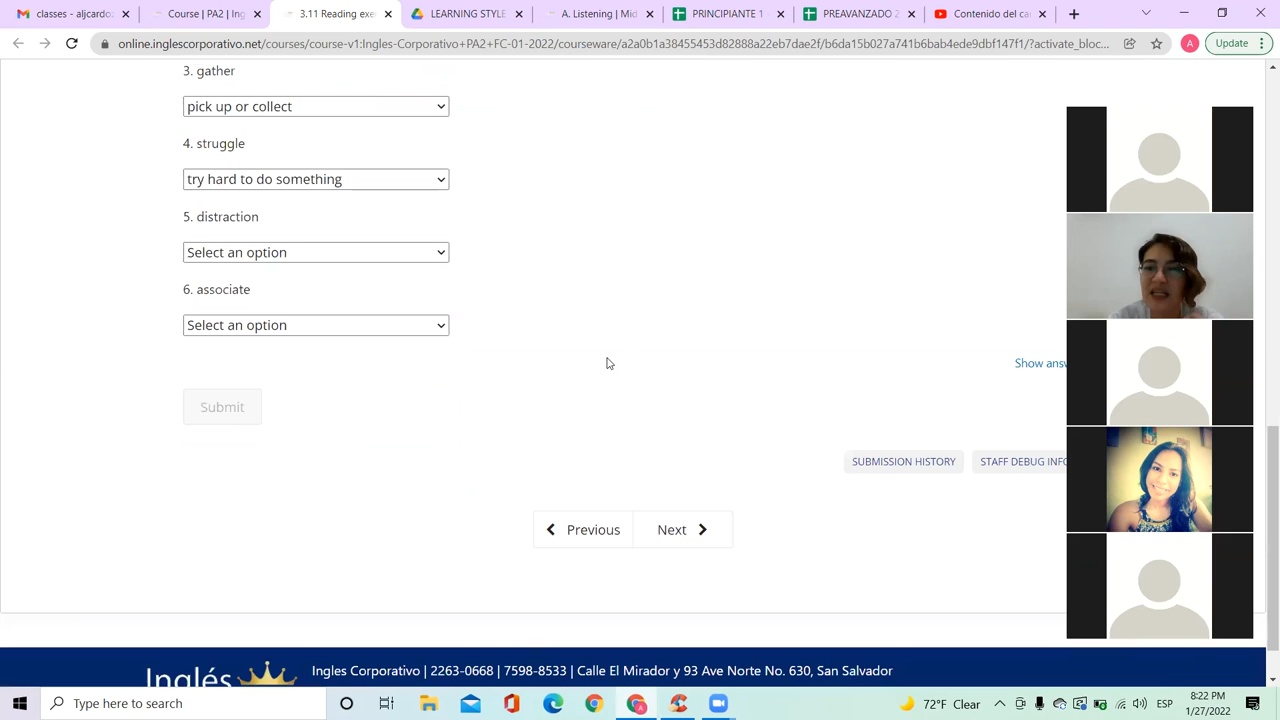 classes - aljcardoz
Course | PA2 | In
3.11 Reading exe
LEARNING STYLE
A. Listening | Mid
PRINCIPIANTE 1
PREAVANZADO 2
Contenido del ca
online.inglescorporativo.net/courses/course-v1:Ingles-Corporativo+PA2+C-01-2022/courseware/a2a0b1a38455453d82888a22eb7dae2f/b6da15b027a741b6bab4ede9dbf147f1/?activate_bloc...
A
Update
3. gather
pick up or collect
4. struggle
try hard to do something
5. distraction
Select an option
6. associate
Select an option
Show answ
Submit
SUBMISSION HISTORY
STAFF DEBUG INFO
Previous
Next
Inglés
Ingles Corporativo | 2263-0668 | 7598-8533 | Calle El Mirador y 93 Ave Norte No. 630, San Salvador
Type here to search
72°F Clear
ESP
8:22 PM
1/27/2022